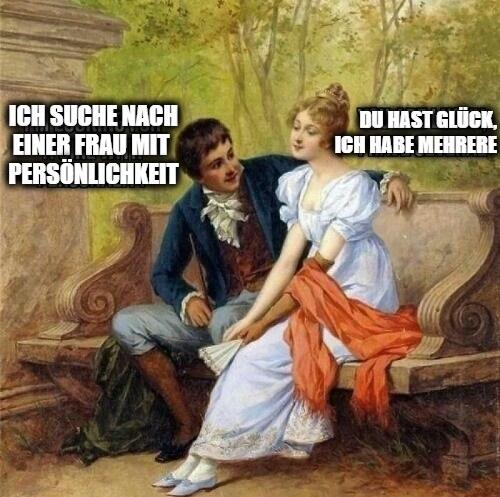 ICH SUCHE NACH
EINER FRAU MIT
PERSÖNLICHKEIT
DU HAST GLÜCK,
ICH HABE MEHRERE